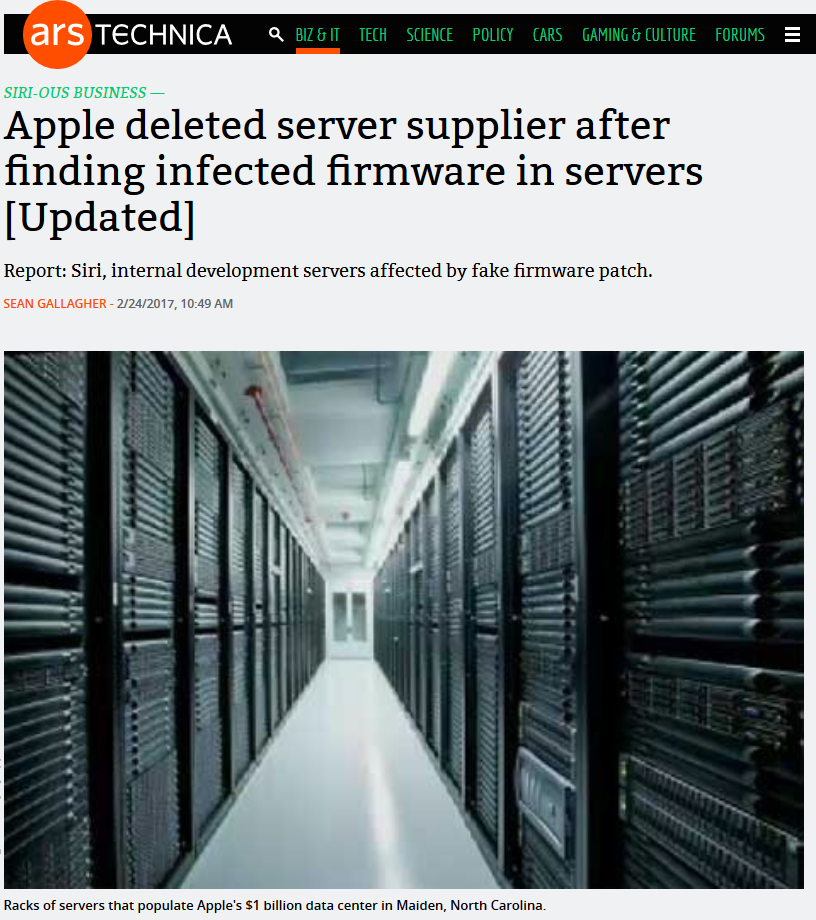 ars TECHNICA
BIZ & IT TECH SCIENCE POLICY CARS GAMING & CULTURE FORUMS
SIRI-OUS BUSINESS —
Apple deleted server supplier after
finding infected firmware in servers
[Updated]
Report: Siri, internal development servers affected by fake firmware patch.
SEAN GALLAGHER - 2/24/2017, 10:49 AM
Racks of servers that populate Apple's $1 billion data center in Maiden, North Carolina.